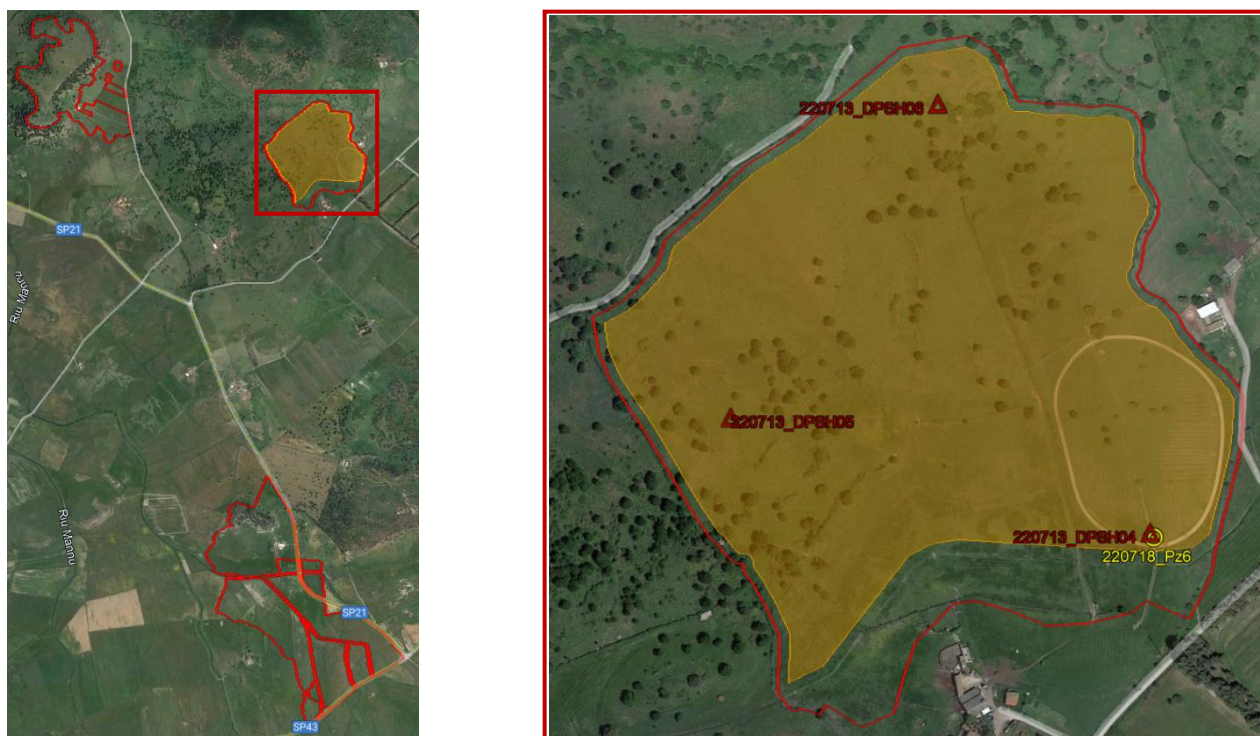 SP21
Riu Mannu
Riu Mannu
SP21
SP43
220713_DPSH06
220713_DPSH05
220713_DPSH04
220718_Pz6